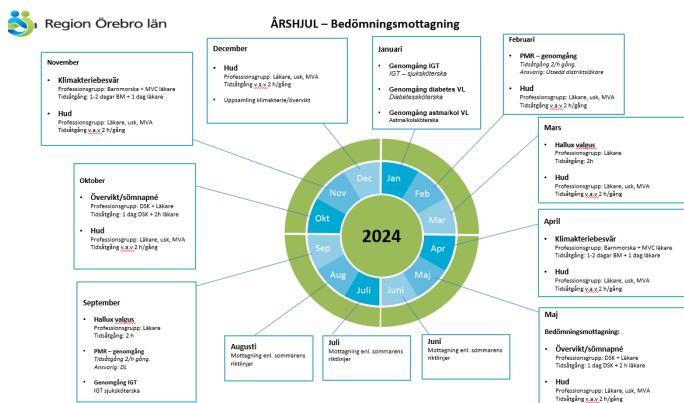 Region Örebro län
ÅRSHJUL – Bedömningsmottagning
November
• Klimakteriebesvär
Professionsgrupp: Barnmorska + MVC läkare
Tidsåtgång: 1-2 dagar BM + 1 dag läkare
• Hud
Professionsgrupp: Läkare, usk, MVA
Tidsåtgång v.a.v 2 h/gång
December
• Hud
Professionsgrupp: Läkare, usk, MVA
Tidsåtgång v.a.v 2 h/gång
• Uppsamling klimakterie/övervikt
Januari
• Genomgång IGT
IGT – sjuksköterska
• Genomgång diabetes VL
Diabetessköterska
• Genomgång astma/kol VL
Astma/kolsköterska
Februari
• PMR – genomgång
Tidsåtgång 2/h gång.
Ansvarig: Utsedd distriktsläkare
• Hud
Professionsgrupp: Läkare, usk, MVA
Tidsåtgång v.a.v 2 h/gång
Mars
• Hallux valgus
Professionsgrupp: Läkare
Tidsåtgång: 2h
• Hud
Professionsgrupp: Läkare, usk, MVA
Tidsåtgång v.a.v 2 h/gång
April
• Klimakteriebesvär
Professionsgrupp: Barnmorska + MVC läkare
Tidsåtgång: 1-2 dagar BM + 1 dag läkare
• Hud
Professionsgrupp: Läkare, usk, MVA
Tidsåtgång v.a.v 2 h/gång
Maj
Bedömningsmottagning:
• Övervikt/sömnapné
Professionsgrupp: DSK + Läkare
Tidsåtgång: 1 dag DSK + 2 h läkare
• Hud
Professionsgrupp: Läkare, usk, MVA
Tidsåtgång v.a.v 2 h/gång
Juni
Mottagning enl. sommarens
riktlinjer
Juli
Mottagning enl. sommarens
riktlinjer
Augusti
Mottagning enl. sommarens
riktlinjer
September
• Hallux valgus
Professionsgrupp: Läkare
Tidsåtgång: 2 h
• PMR – genomgång
Tidsåtgång 2/h gång.
Ansvarig: DL
• Genomgång IGT
IGT sjuksköterska
Oktober
• Övervikt/sömnapné
Professionsgrupp: DSK + Läkare
Tidsåtgång: 1 dag DSK + 2h läkare
• Hud
Professionsgrupp: Läkare, usk, MVA
Tidsåtgång v.a.v 2 h/gång
2024
Jan
Feb
Mar
Apr
Maj
Juni
Juli
Aug
Sep
Okt
Nov
Dec